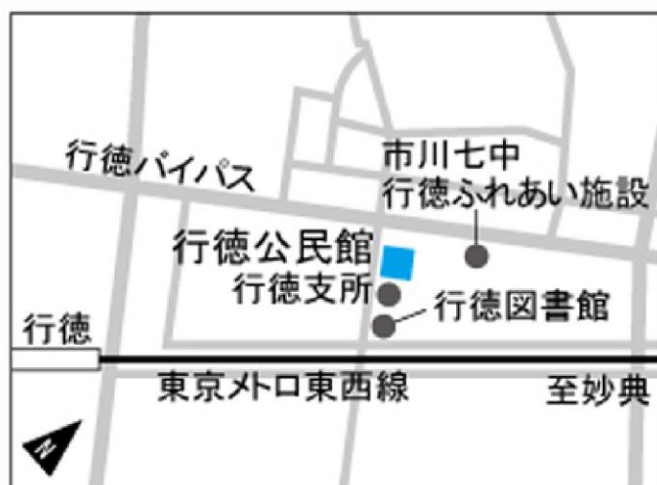 行徳バイパス
市川七中
行徳ふれあい施設
行徳公民館
行徳支所
行徳図書館
行徳
東京メトロ東西線
至妙典
N